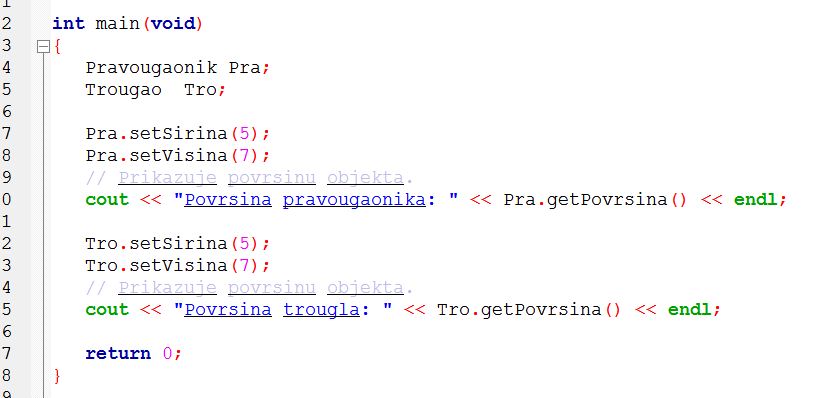 1
2 int main(void)
3 {
4 Pravougaonik Pra;
5 Trougao  Tro;
6
7 Pra.setSirina(5);
8 Pra.setVisina(7);
9 // Prikazuje povrsinu objekta.
0 cout << "Povrsina pravougaonika: " << Pra.getPovrsina() << endl;
1
2 Tro.setSirina(5);
3 Tro.setVisina(7);
4 // Prikazuje povrsinu objekta.
5 cout << "Povrsina trougla: " << Tro.getPovrsina() << endl;
6
7 return 0;
8 }
9